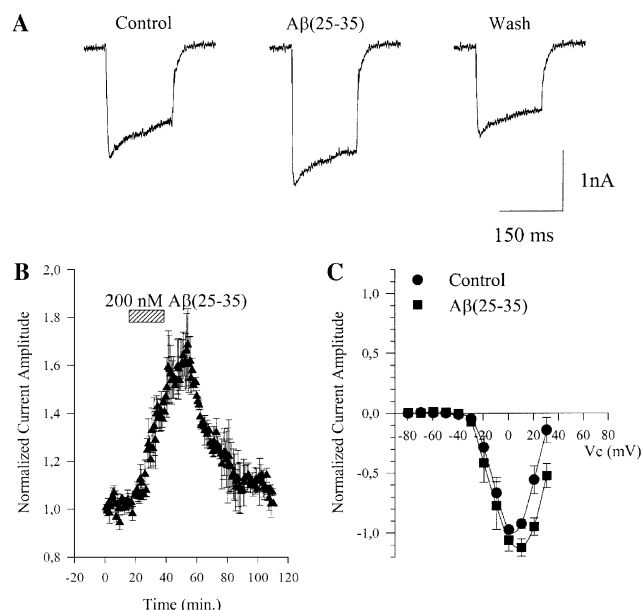 A
Control
Aβ(25-35)
Wash
1nA
150 ms
B
Normalized Current Amplitude
2,0
1,8
1,6
1,4
1,2
1,0
0,8
200 nM Aβ(25-35)
-20 0 20 40 60 80 100 120
Time (min.)
C
Normalized Current Amplitude
1,0
0,5
0,0
-0,5
-1,0
Control
Aβ(25-35)
-80 -60 -40 -20 0 20 40 60 80
Vc (mV)